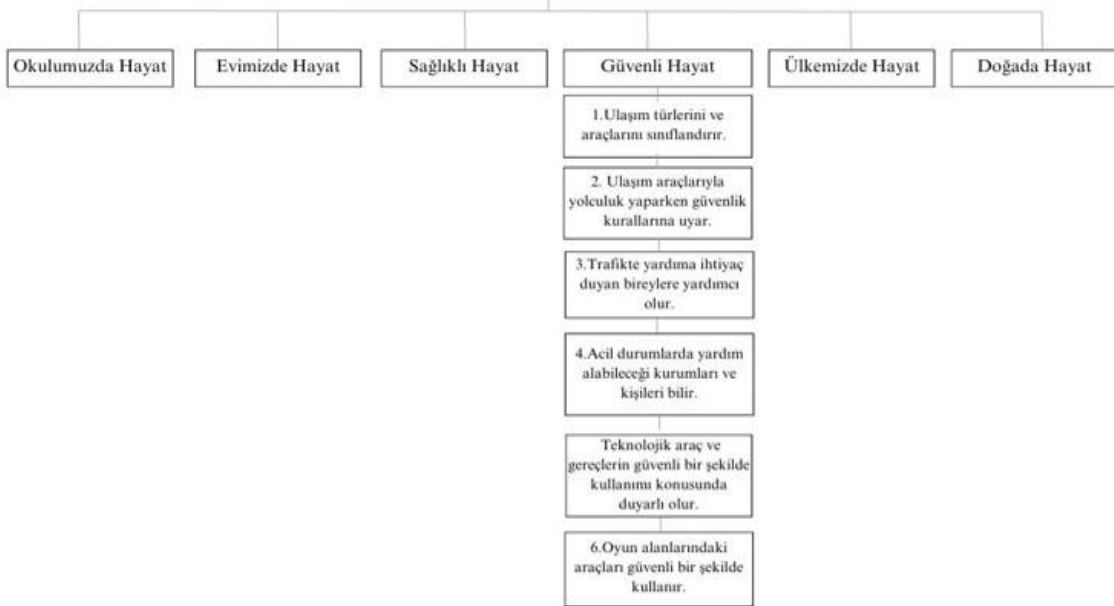 Okulumuzda Hayat
Evimizde Hayat
Sağlıklı Hayat
Güvenli Hayat
Ülkemizde Hayat
Doğada Hayat
1.Ulaşım türlerini ve
araçlarını sınıflandırır.
2. Ulaşım araçlarıyla
yolculuk yaparken güvenlik
kurallarına uyar.
3.Trafikte yardıma ihtiyaç
duyan bireylere yardımcı
olur.
4.Acil durumlarda yardım
alabileceği kurumları ve
kişileri bilir.
Teknolojik araç ve
gereçlerin güvenli bir şekilde
kullanımı konusunda
duyarlı olur.
6.Oyun alanlarındaki
araçları güvenli bir şekilde
kullanır.